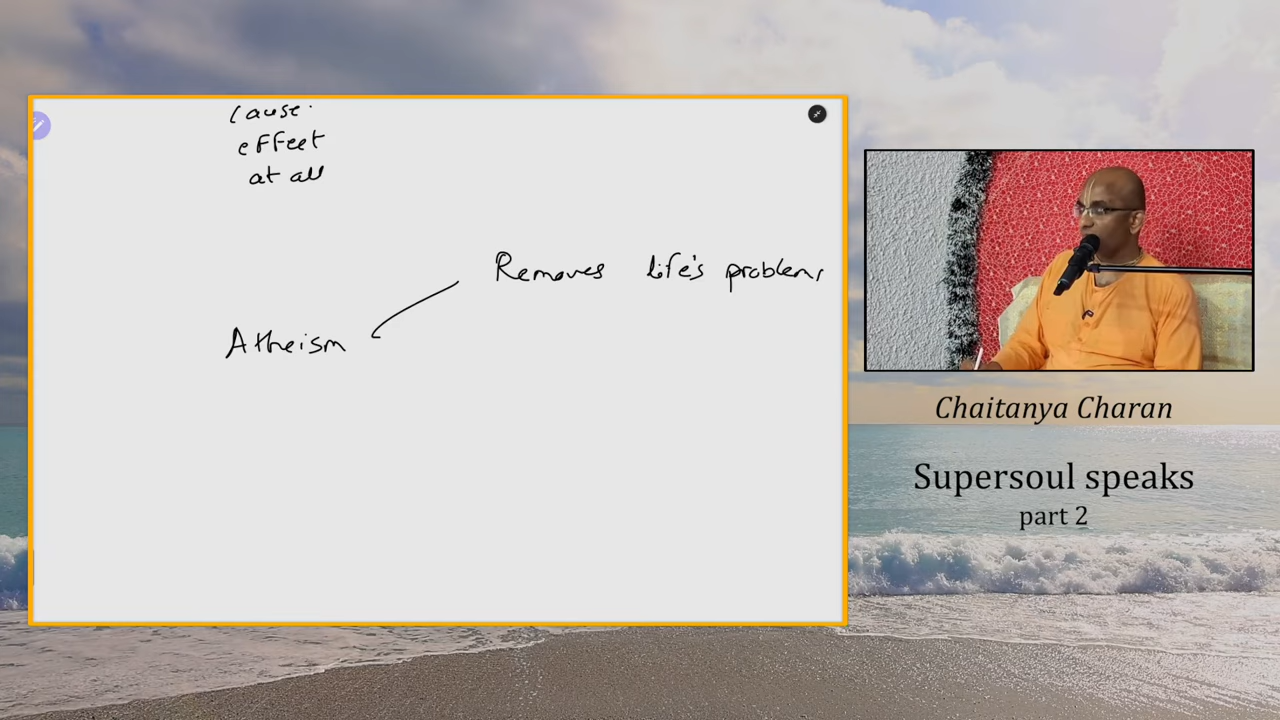 cause.
effect
at all
Removes life's problems
Atheism
Chaitanya Charan
Supersoul speaks
part 2